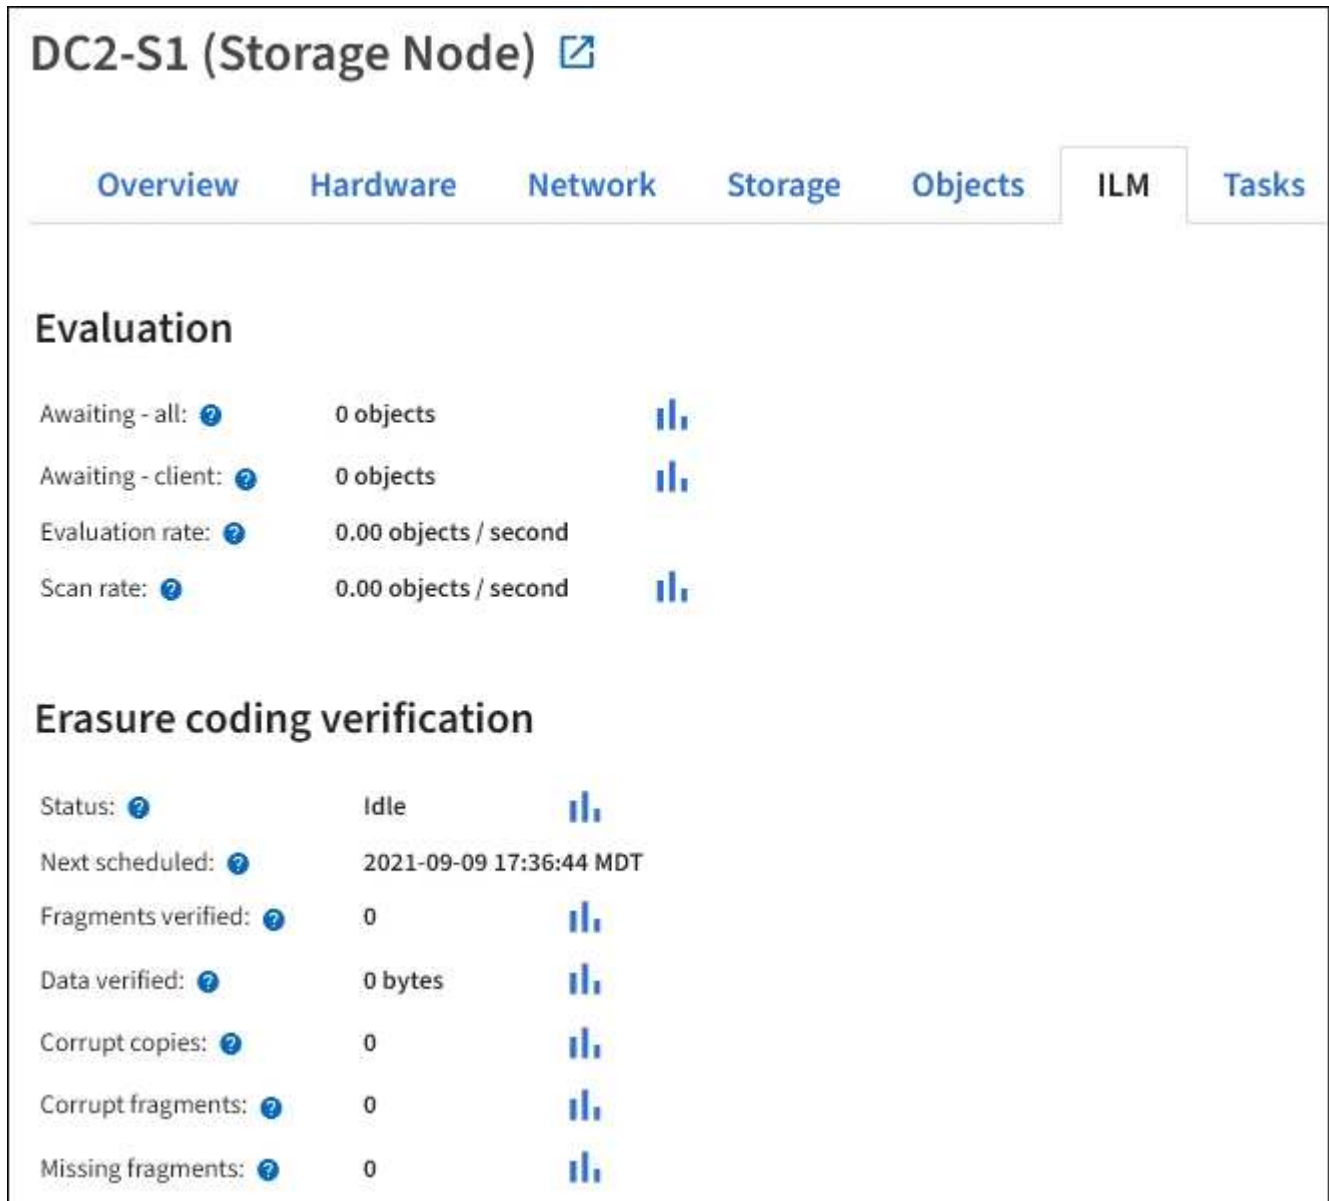 DC2-S1 (Storage Node)
Overview Hardware Network Storage Objects ILM Tasks
Evaluation
Awaiting - all: 0 objects
Awaiting - client: 0 objects
Evaluation rate: 0.00 objects / second
Scan rate: 0.00 objects / second
Erasure coding verification
Status: Idle
Next scheduled: 2021-09-09 17:36:44 MDT
Fragments verified: 0
Data verified: 0 bytes
Corrupt copies: 0
Corrupt fragments: 0
Missing fragments: 0